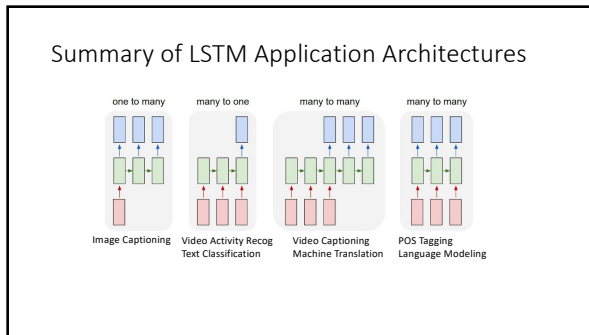 Summary of LSTM Application Architectures
one to many
many to one
many to many
many to many
Image Captioning
Video Activity Recog
Text Classification
Video Captioning
Machine Translation
POS Tagging
Language Modeling